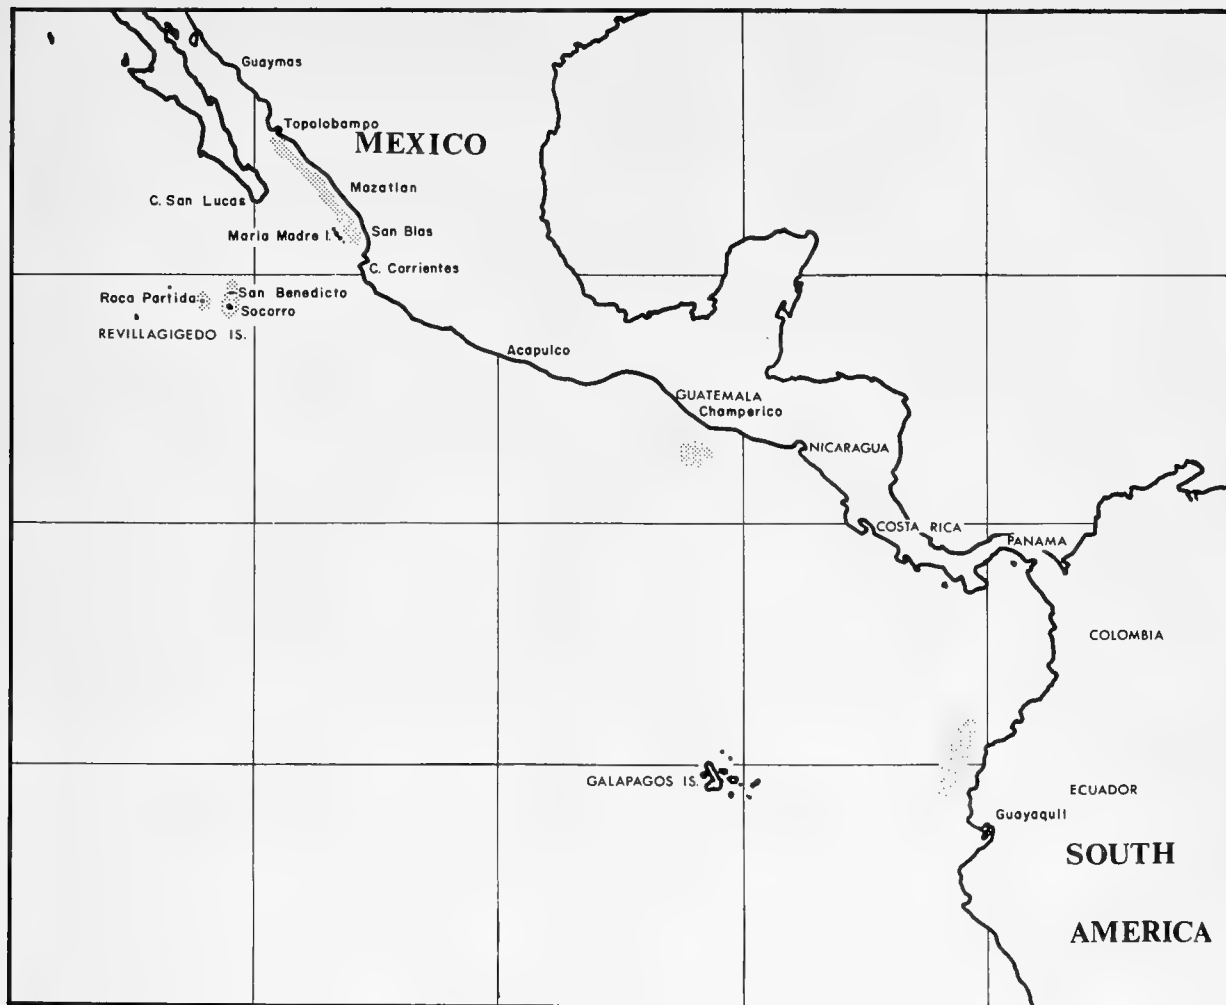 Guaymas
Topolobampo
MEXICO
Mazatlan
C. San Lucas
Maria Madre I.
San Blas
C. Corrientes
Roca Partida
San Benedicto
Socorro
REVILLAGIGEDO IS.
Acapulco
GUATEMALA
Champerico
NICARAGUA
COSTA RICA
PANAMA
COLOMBIA
GALAPAGOS IS.
ECUADOR
Guayaquil
SOUTH
AMERICA